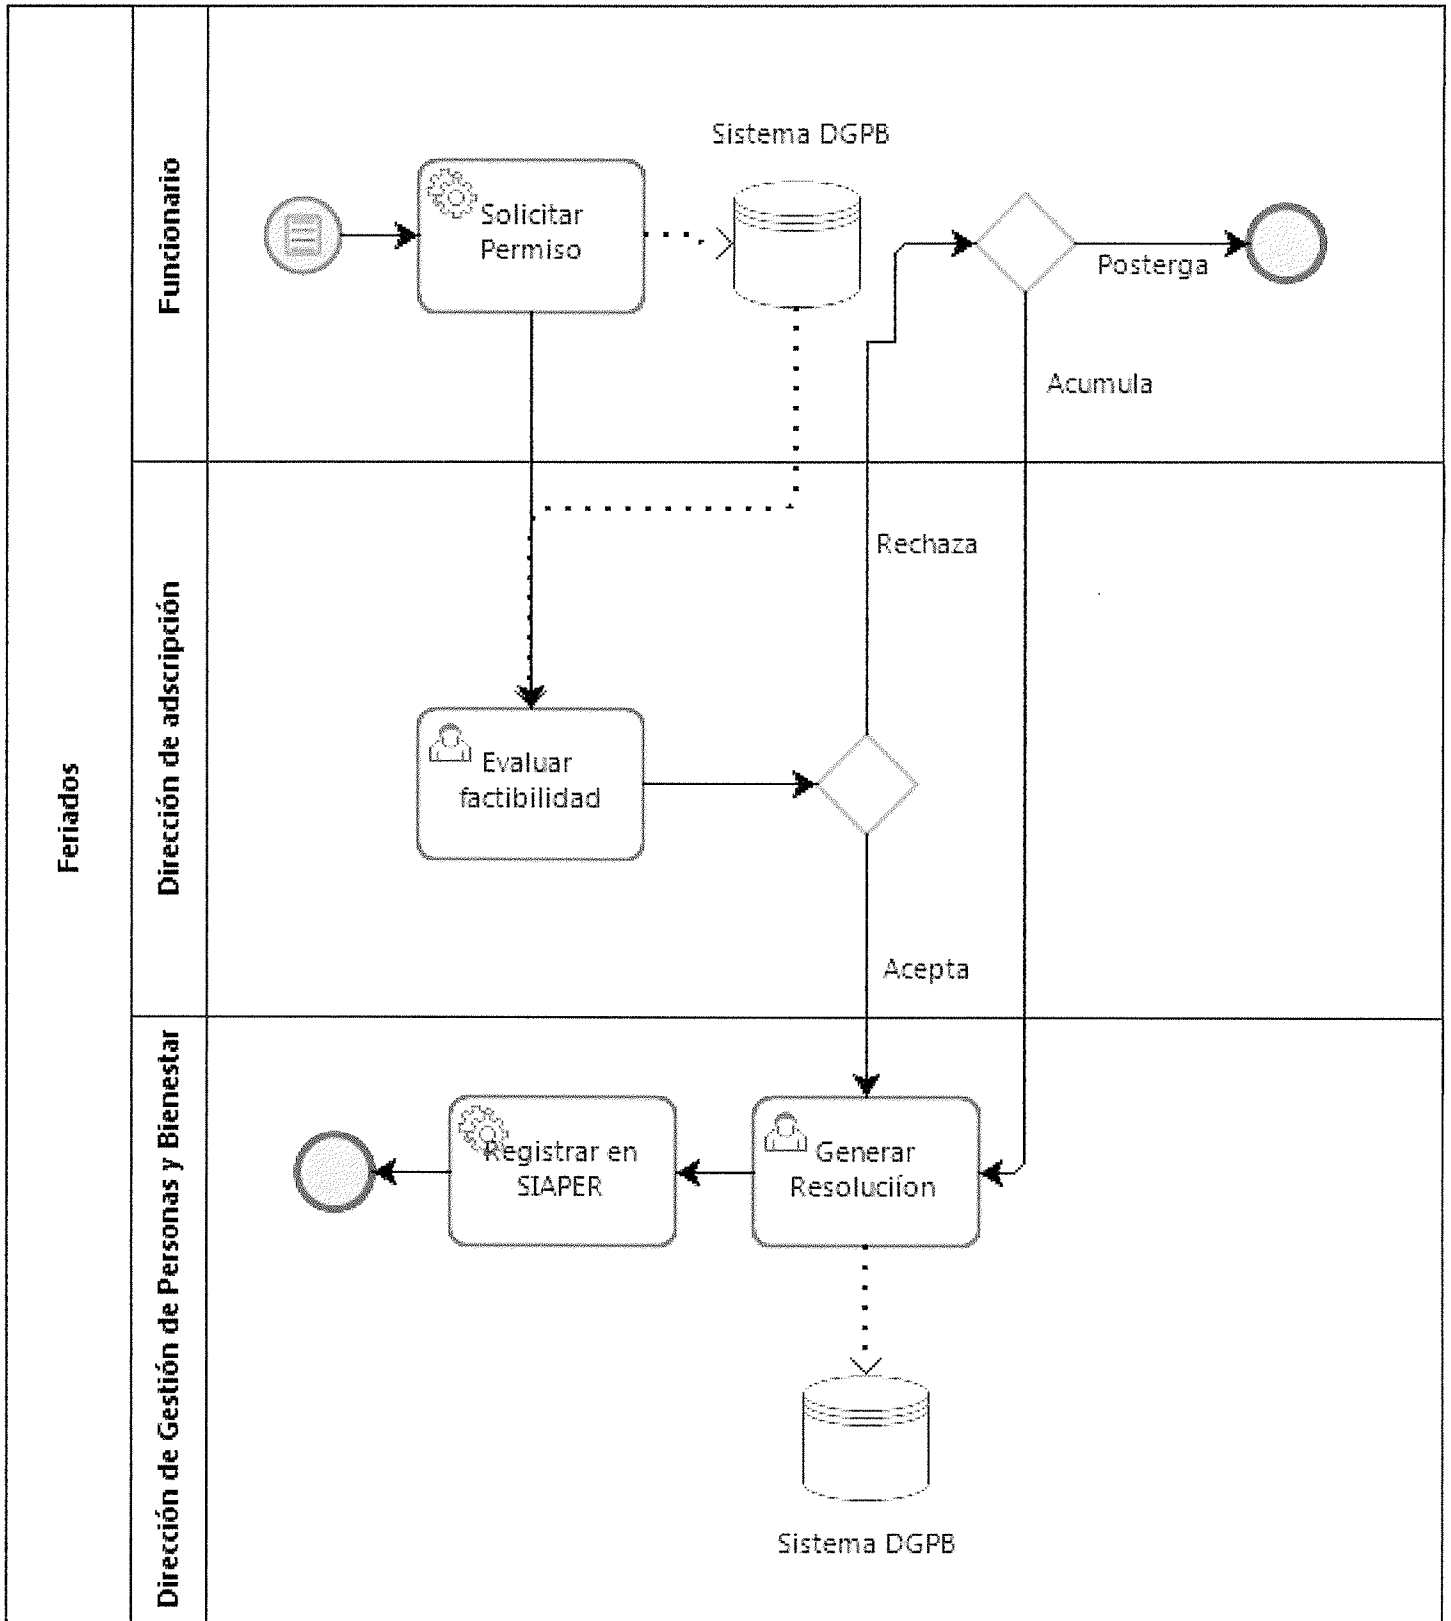 Feriados
Funcionario
Sistema DGPB
Solicitar
Permiso
Posterga
Acumula
Dirección de adscripción
Rechaza
Evaluar
factibilidad
Acepta
Dirección de Gestión de Personas y Bienestar
Registrar en
SIAPER
Generar
Resoluciíon
Sistema DGPB